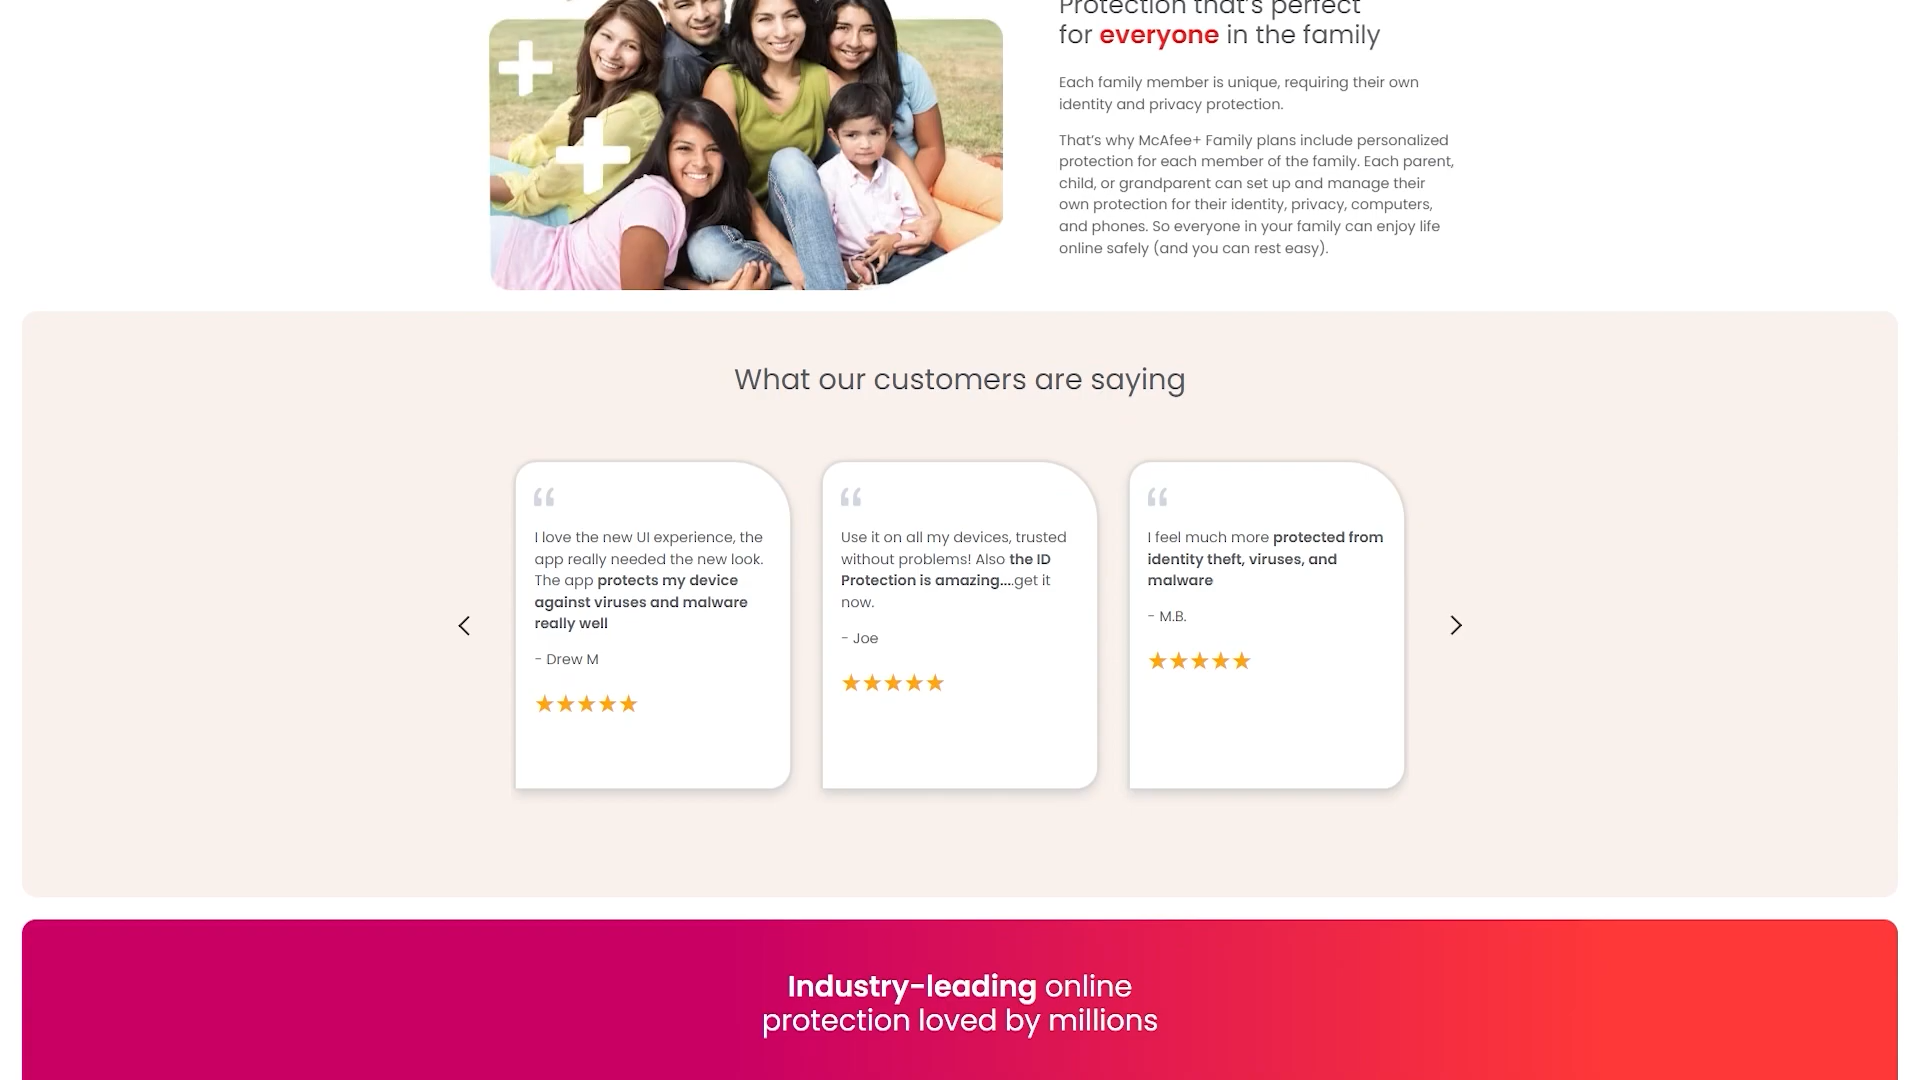 Protection that's perfect
for everyone in the family
Each family member is unique, requiring their own
identity and privacy protection.
That's why McAfee+ Family plans include personalized
protection for each member of the family. Each parent,
child, or grandparent can set up and manage their
own protection for their identity, privacy, computers,
and phones. So everyone in your family can enjoy life
online safely (and you can rest easy).
What our customers are saying
“
I love the new UI experience, the
app really needed the new look.
The app protects my device
against viruses and malware
really well
- Drew M
“
Use it on all my devices, trusted
without problems! Also the ID
Protection is amazing....get it
now.
- Joe
“
I feel much more protected from
identity theft, viruses, and
malware
- M.B.
Industry-leading online
protection loved by millions